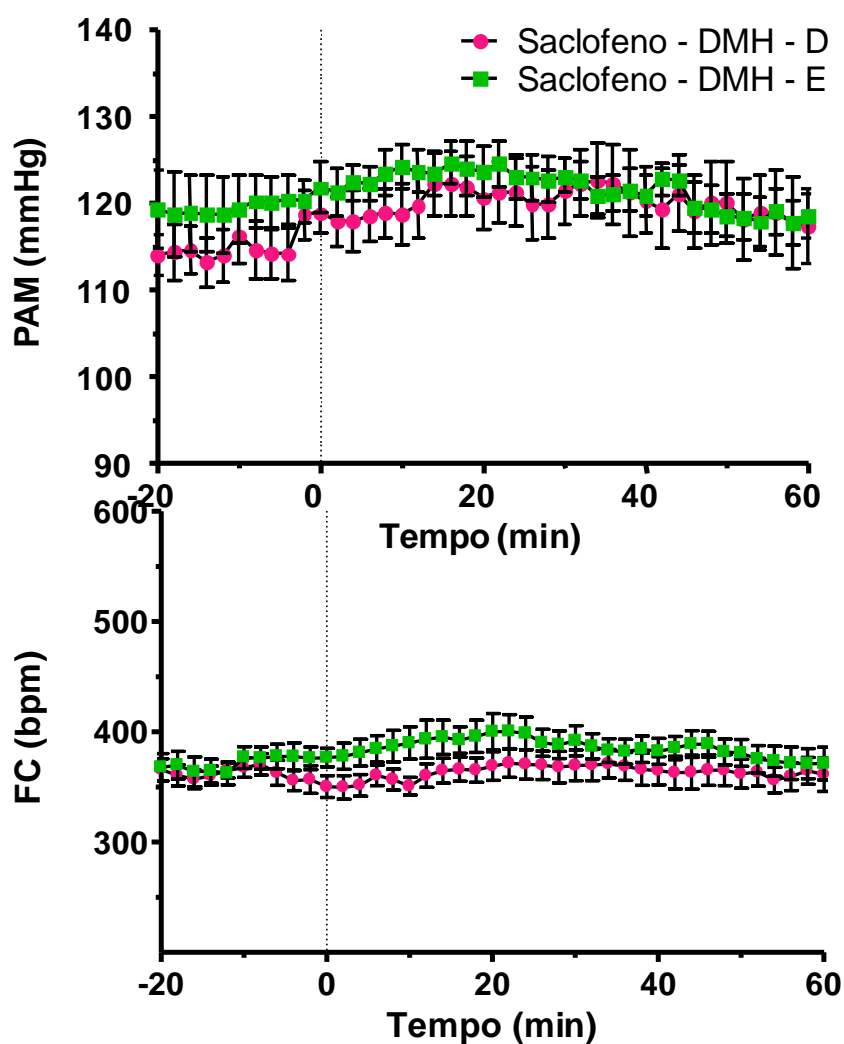 140
Saclofeno - DMH - D
Saclofeno - DMH - E
130
120
110
100
90
PAM (mmHg)
-20 0 20 40 60
Tempo (min)
600
500
400
300
FC (bpm)
-20 0 20 40 60
Tempo (min)